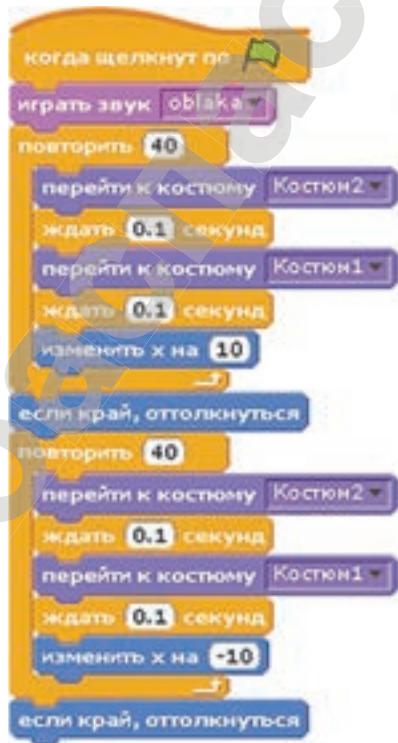 когда щелкнут по
играть звук oblaka
повторить 40
перейти к костюму Костюм2
ждать 0.1 секунд
перейти к костюму Костюм1
ждать 0.1 секунд
изменить х на 10
если край, оттолкнуться
повторить 40
перейти к костюму Костюм2
ждать 0.1 секунд
перейти к костюму Костюм1
ждать 0.1 секунд
изменить х на -10
если край, оттолкнуться